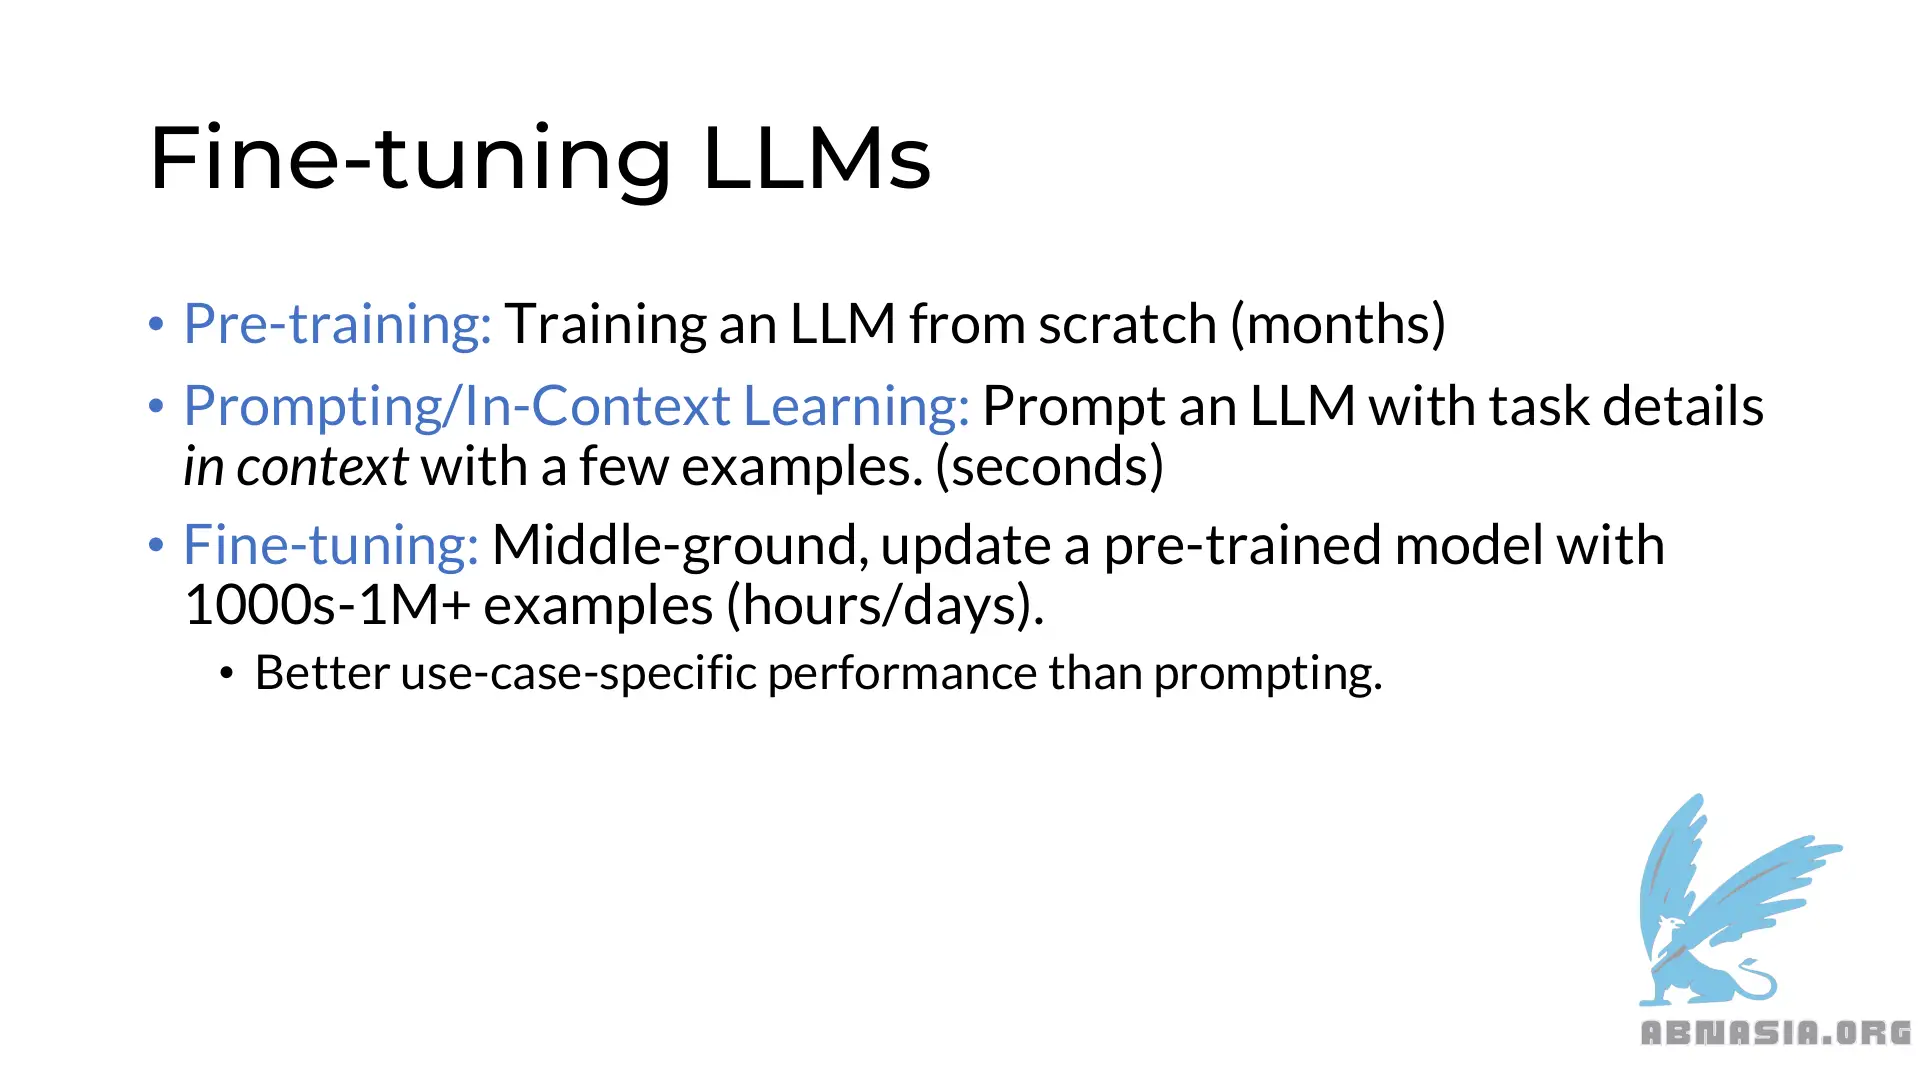 Fine-tuning LLMs
• Pre-training: Training an LLM from scratch (months)
• Prompting/In-Context Learning: Prompt an LLM with task details
in context with a few examples. (seconds)
• Fine-tuning: Middle-ground, update a pre-trained model with
1000s-1M+ examples (hours/days).
• Better use-case-specific performance than prompting.
ABNASIA.ORG